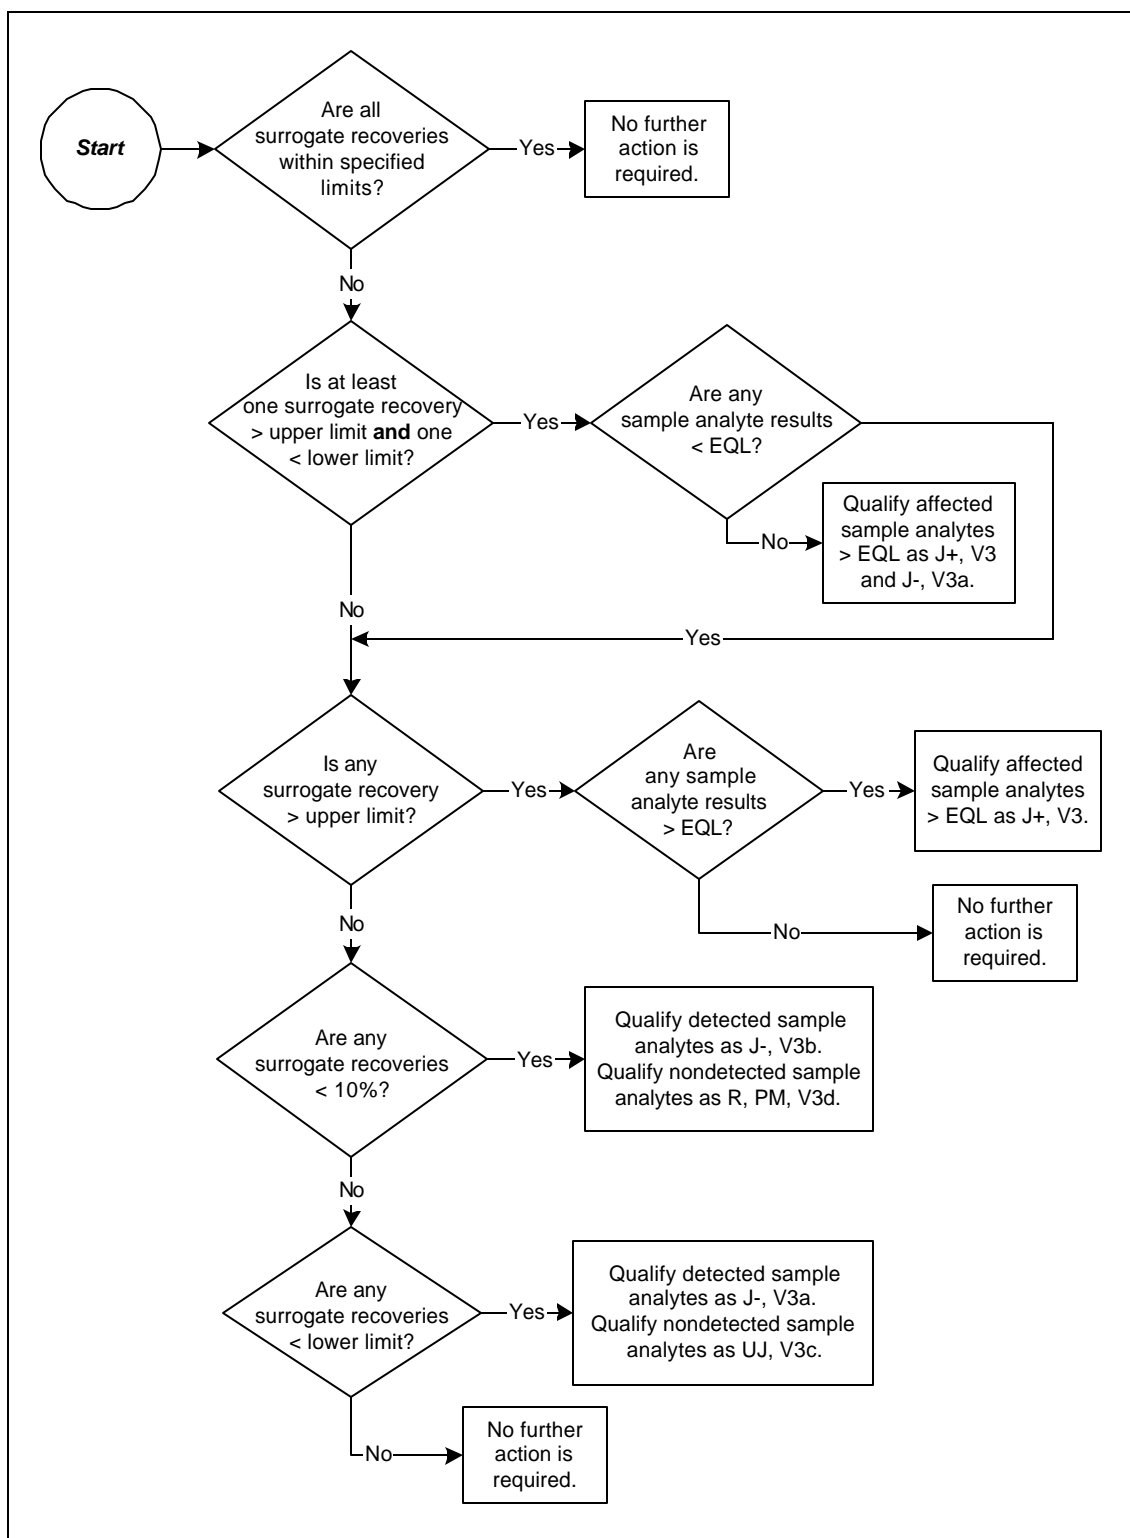 Start
Are all
surrogate recoveries
within specified
limits?
Yes
No further
action is
required.
No
Is at least
one surrogate recovery
> upper limit and one
< lower limit?
Yes
Are any
sample analyte results
< EQL?
No
Qualify affected
sample analytes
> EQL as J+, V3
and J-, V3a.
No
Yes
Is any
surrogate recovery
> upper limit?
Yes
Are
any sample
analyte results
> EQL?
Yes
Qualify affected
sample analytes
> EQL as J+, V3.
No
No further
action is
required.
No
Are any
surrogate recoveries
< 10%?
Yes
Qualify detected sample
analytes as J-, V3b.
Qualify nondetected sample
analytes as R, PM, V3d.
No
Are any
surrogate recoveries
< lower limit?
Yes
Qualify detected sample
analytes as J-, V3a.
Qualify nondetected sample
analytes as UJ, V3c.
No
No further
action is
required.